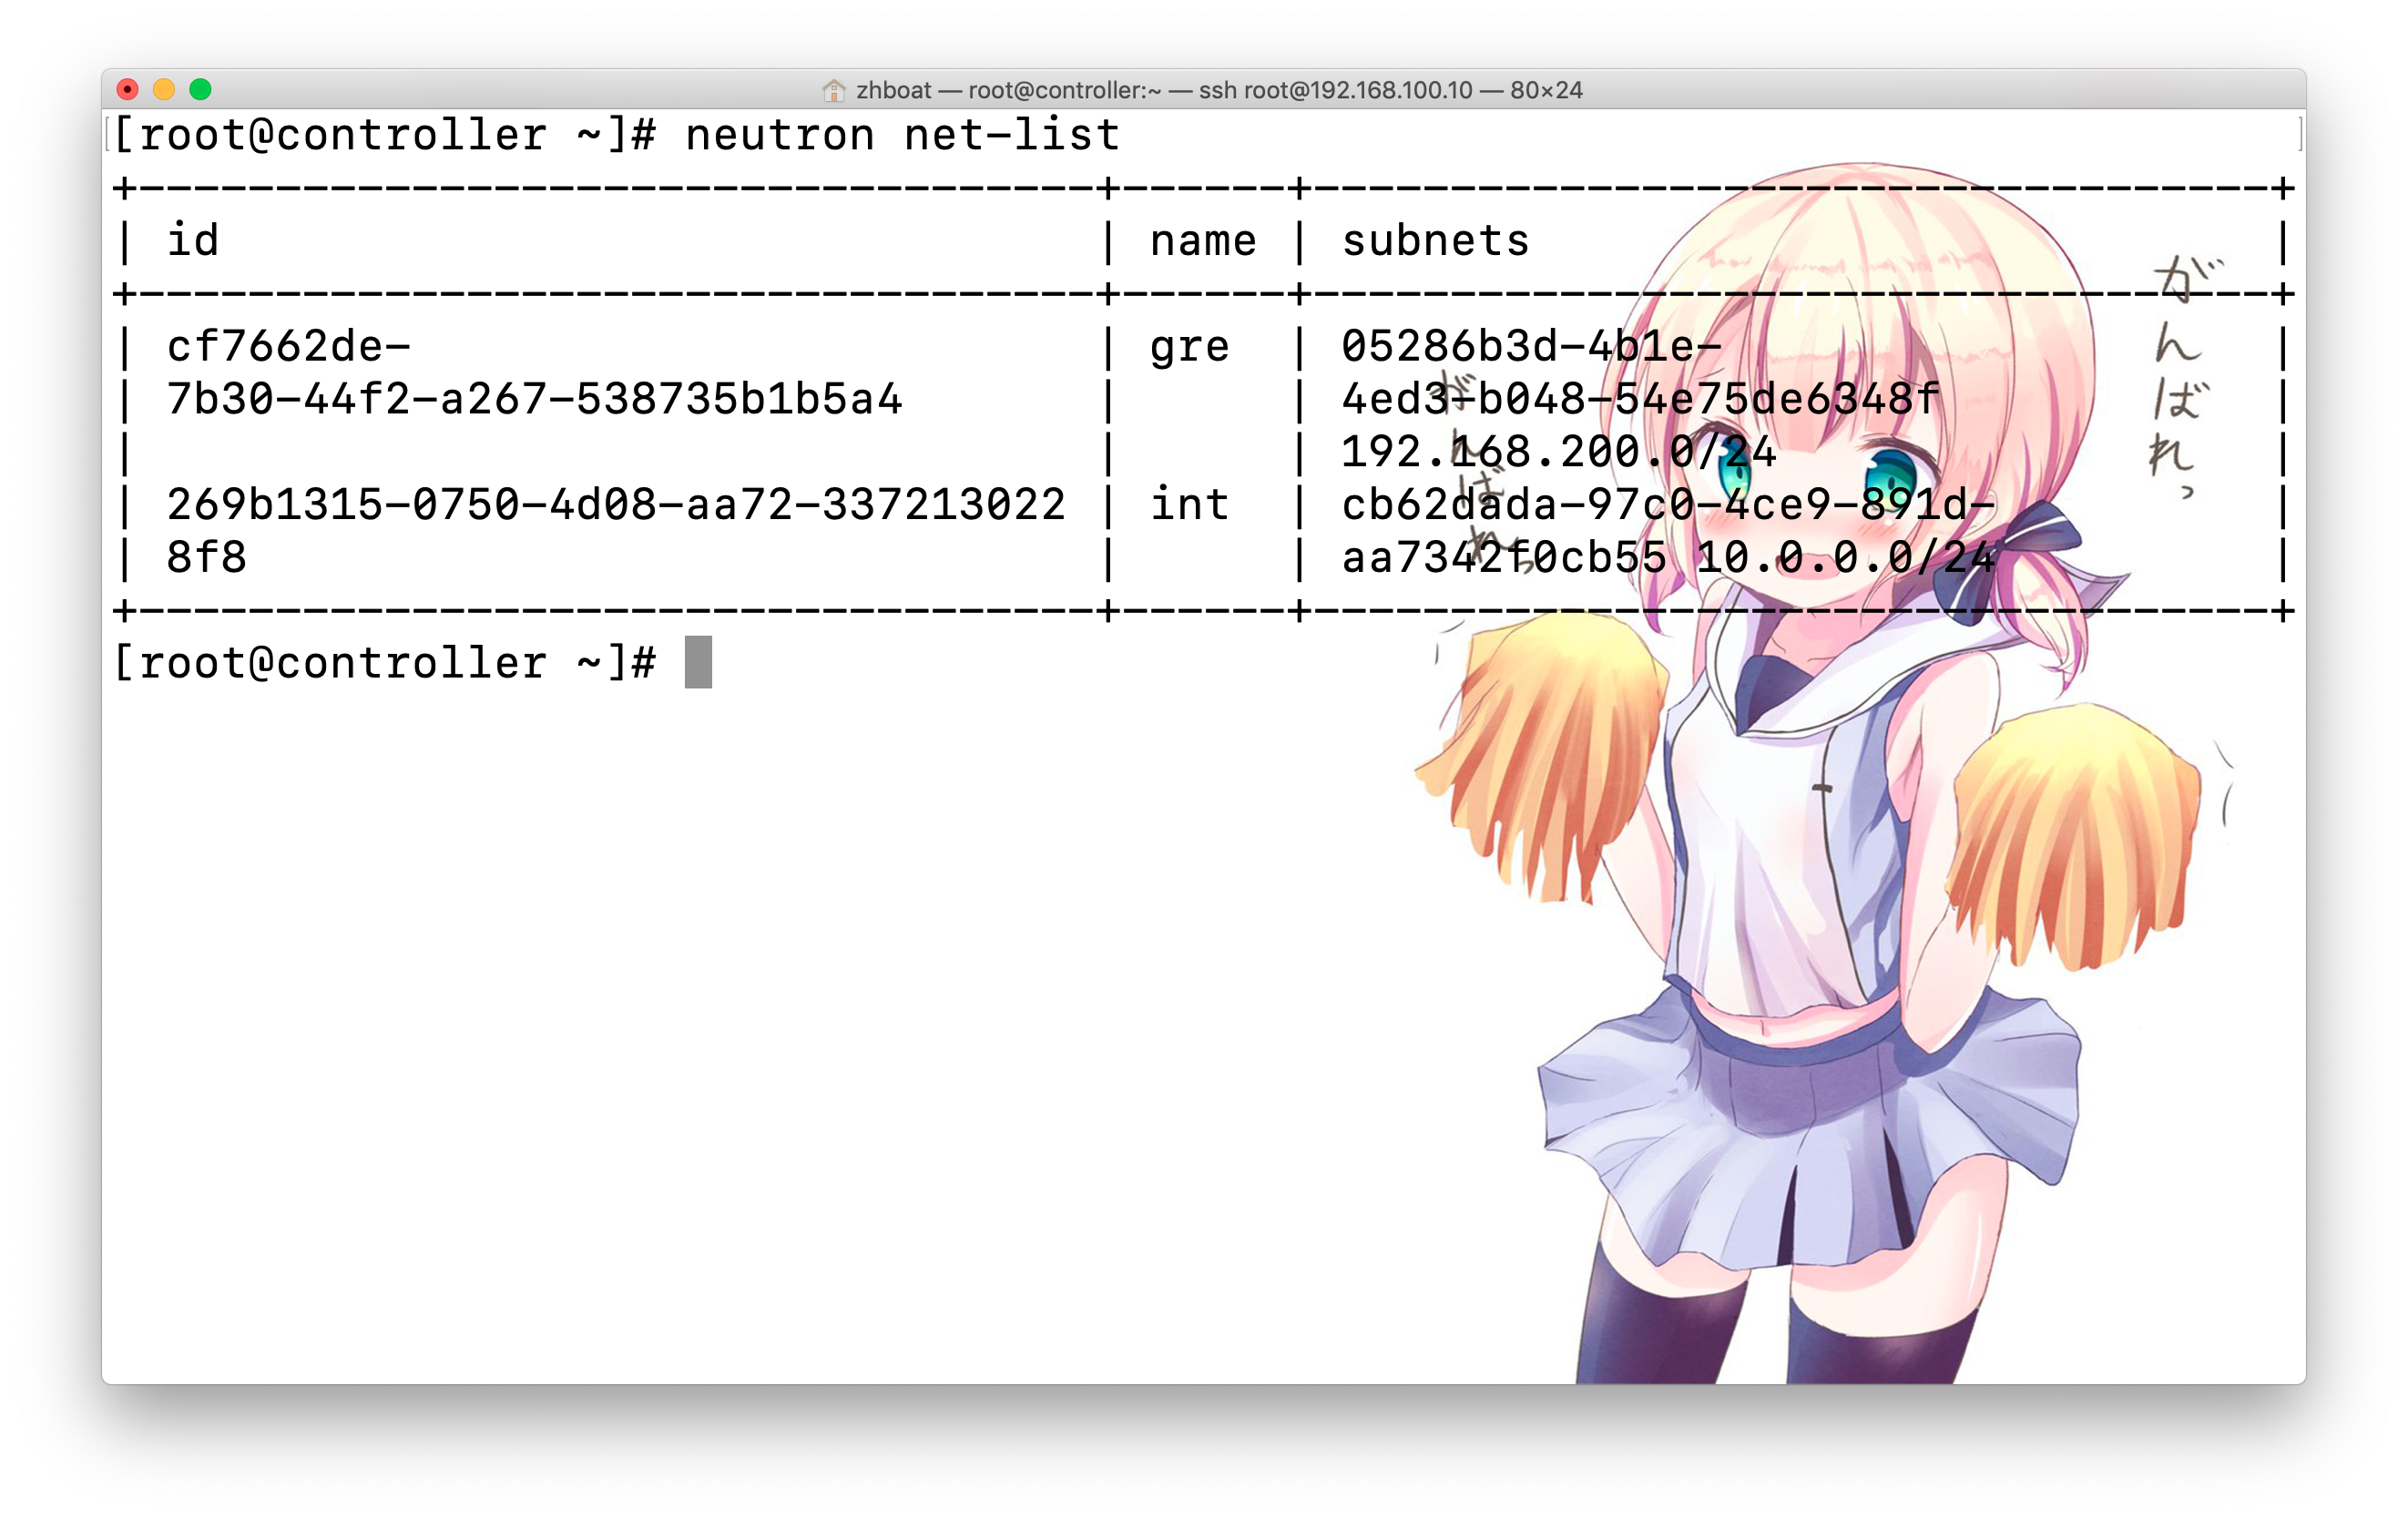 zhboat — root@controller:~ — ssh root@192.168.100.10 — 80×24
[root@controller ~]# neutron net-list
+------------------------------------+------+------------------------------------+
| id | name | subnets |
+------------------------------------+------+------------------------------------+
| cf7662de- | gre | 05286b3d-4b1e- |
| 7b30-44f2-a267-538735b1b5a4 | | 4ed3-b048-54e75de6348f |
| | | 192.168.200.0/24 |
| 269b1315-0750-4d08-aa72-337213022 | int | cb62dada-97c0-4ce9-891d- |
| 8f8 | | aa7342f0cb55 10.0.0.0/24 |
+------------------------------------+------+------------------------------------+
[root@controller ~]#
がんばれっ
がんばれっ